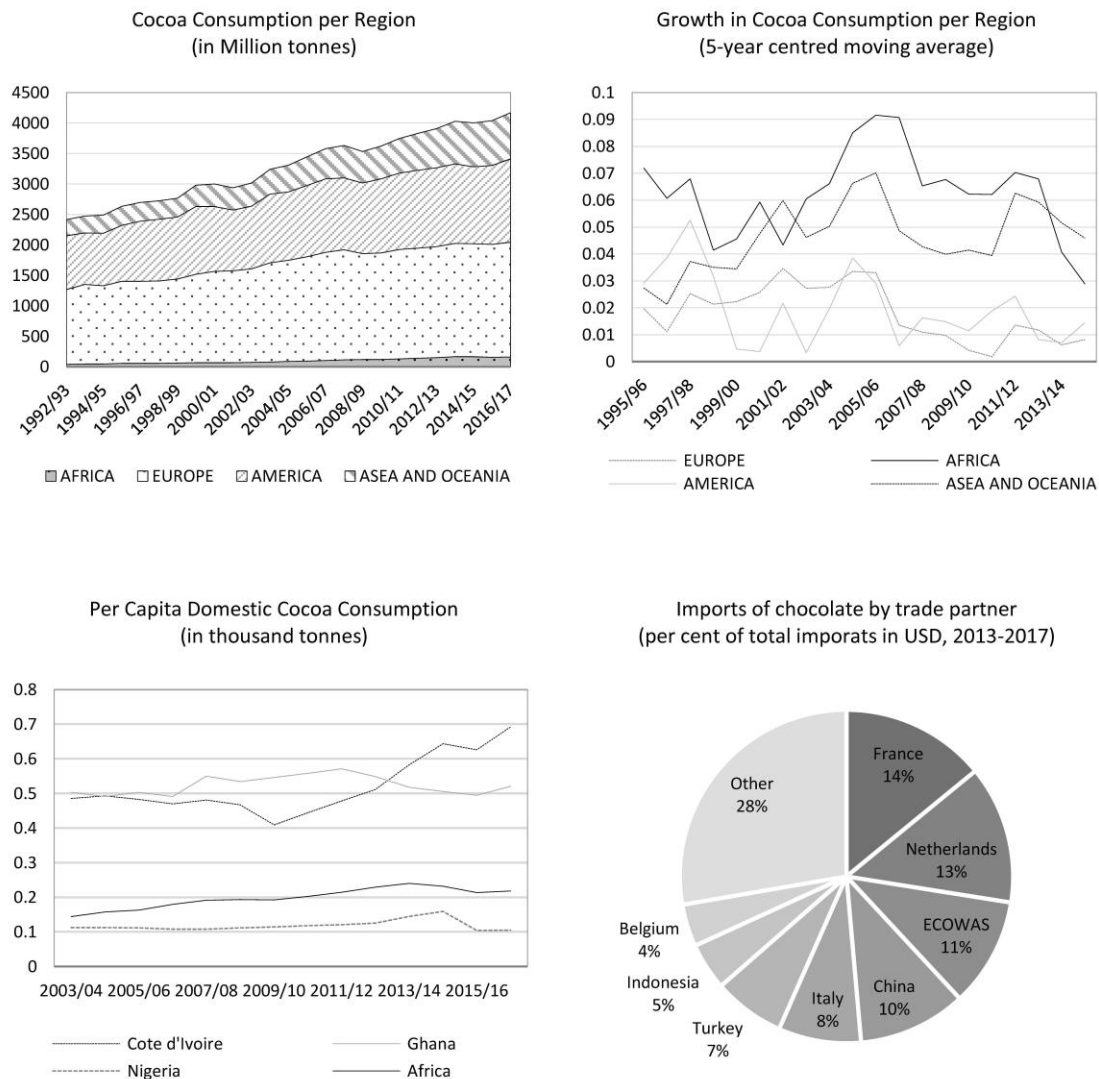 Cocoa Consumption per Region
(in Million tonnes)
4500
4000
3500
3000
2500
2000
1500
1000
500
0
1992/93
1994/95
1996/97
1998/99
2000/01
2002/03
2004/05
2006/07
2008/09
2010/11
2012/13
2014/15
2016/17
AFRICA
EUROPE
AMERICA
ASEA AND OCEANIA
Growth in Cocoa Consumption per Region
(5-year centred moving average)
0.1
0.09
0.08
0.07
0.06
0.05
0.04
0.03
0.02
0.01
0
1995/96
1997/98
1999/00
2001/02
2003/04
2005/06
2007/08
2009/10
2011/12
2013/14
EUROPE
AFRICA
AMERICA
ASEA AND OCEANIA
Per Capita Domestic Cocoa Consumption
(in thousand tonnes)
0.8
0.7
0.6
0.5
0.4
0.3
0.2
0.1
0
2003/04 2005/06 2007/08 2009/10 2011/12 2013/14 2015/16
Cote d'Ivoire
Ghana
Nigeria
Africa
Imports of chocolate by trade partner
(per cent of total imporats in USD, 2013-2017)
France
14%
Netherlands
13%
ECOWAS
11%
China
10%
Italy
8%
Turkey
7%
Indonesia
5%
Belgium
4%
Other
28%